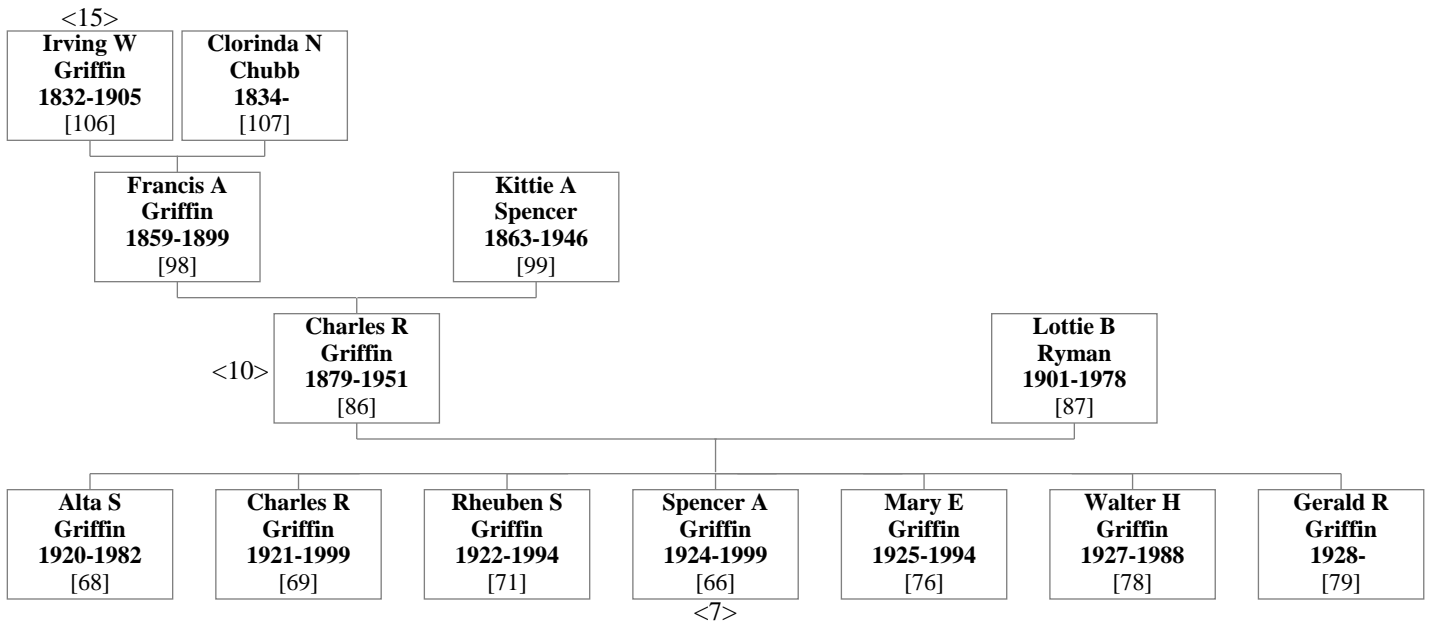 <15>
Irving W
Griffin
1832-1905
[106]
Clorinda N
Chubb
1834-
[107]
Francis A
Griffin
1859-1899
[98]
Kittie A
Spencer
1863-1946
[99]
<10>
Charles R
Griffin
1879-1951
[86]
Lottie B
Ryman
1901-1978
[87]
Alta S
Griffin
1920-1982
[68]
Charles R
Griffin
1921-1999
[69]
Rheuben S
Griffin
1922-1994
[71]
Spencer A
Griffin
1924-1999
[66]
<7>
Mary E
Griffin
1925-1994
[76]
Walter H
Griffin
1927-1988
[78]
Gerald R
Griffin
1928-
[79]